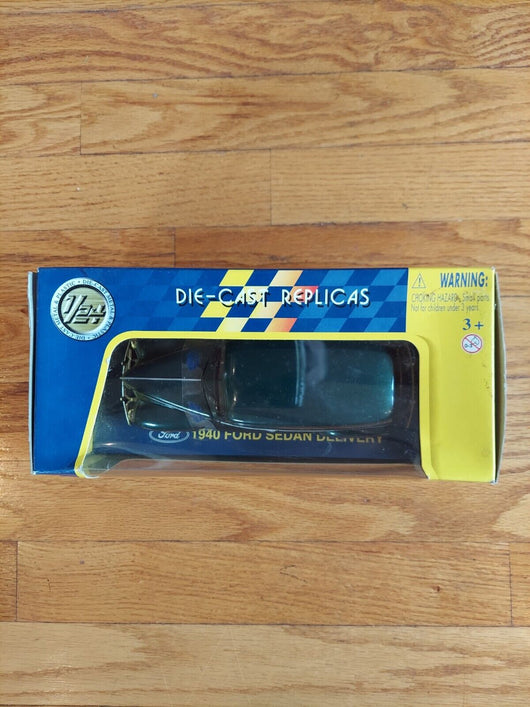 DIE-CAST REPLICAS
1/24
WARNING:
CHOKING HAZARD, Small parts
Not for children under 3 years.
3+
Ford
1940 FORD SEDAN DELIVERY